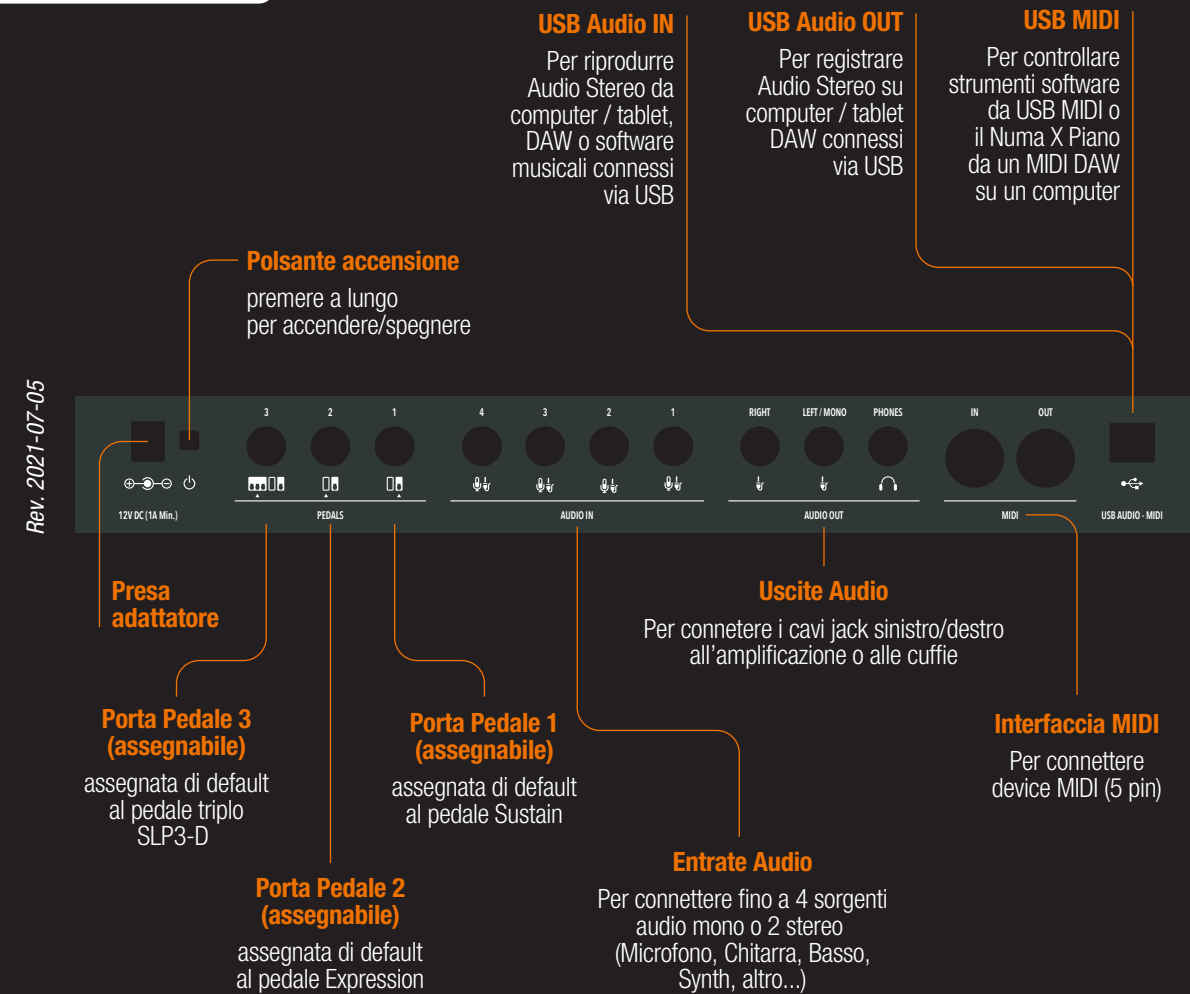 USB Audio IN
Per riprodurre
Audio Stereo da
computer / tablet,
DAW o software
musicali connessi
via USB
USB Audio OUT
Per registrare
Audio Stereo su
computer / tablet
DAW connessi
via USB
USB MIDI
Per controllare
strumenti software
da USB MIDI o
il Numa X Piano
da un MIDI DAW
su un computer
Polsante accensione
premere a lungo
per accendere/spegnere
Rev. 2021-07-05
3 2 1 4 3 2 1 RIGHT LEFT / MONO PHONES IN OUT
12V DC (1A Min.) PEDALS AUDIO IN AUDIO OUT MIDI USB AUDIO - MIDI
Presa
adattatore
Uscite Audio
Per connetere i cavi jack sinistro/destro
all'amplificazione o alle cuffie
Porta Pedale 3
(assegnabile)
assegnata di default
al pedale triplo
SLP3-D
Porta Pedale 1
(assegnabile)
assegnata di default
al pedale Sustain
Interfaccia MIDI
Per connettere
device MIDI (5 pin)
Porta Pedale 2
(assegnabile)
assegnata di default
al pedale Expression
Entrate Audio
Per connettere fino a 4 sorgenti
audio mono o 2 stereo
(Microfono, Chitarra, Basso,
Synth, altro...)